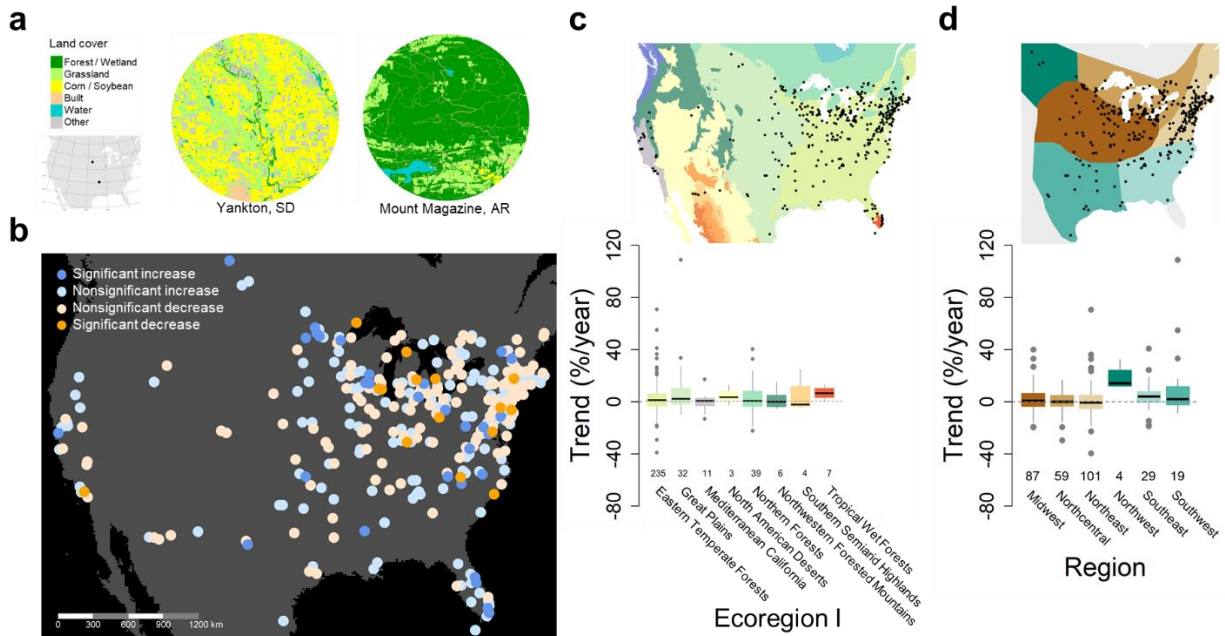 a
Land cover
Forest / Wetland
Grassland
Corn / Soybean
Built
Water
Other
Yankton, SD
Mount Magazine, AR
b
Significant increase
Nonsignificant increase
Nonsignificant decrease
Significant decrease
0 300 600 900 1200 km
c
Trend (%/year)
120
80
40
0
-40
-80
235 32 11 3 39 6 4 7
Eastern Temperate Forests
Great Plains
Mediterranean California
North American Deserts
Northern Forests
Northwestern Forested Mountains
Southern Semiarid Highlands
Tropical Wet Forests
Ecoregion I
d
Trend (%/year)
120
80
40
0
-40
-80
87 59 101 4 29 19
Midwest
Northcentral
Northeast
Northwest
Southeast
Southwest
Region